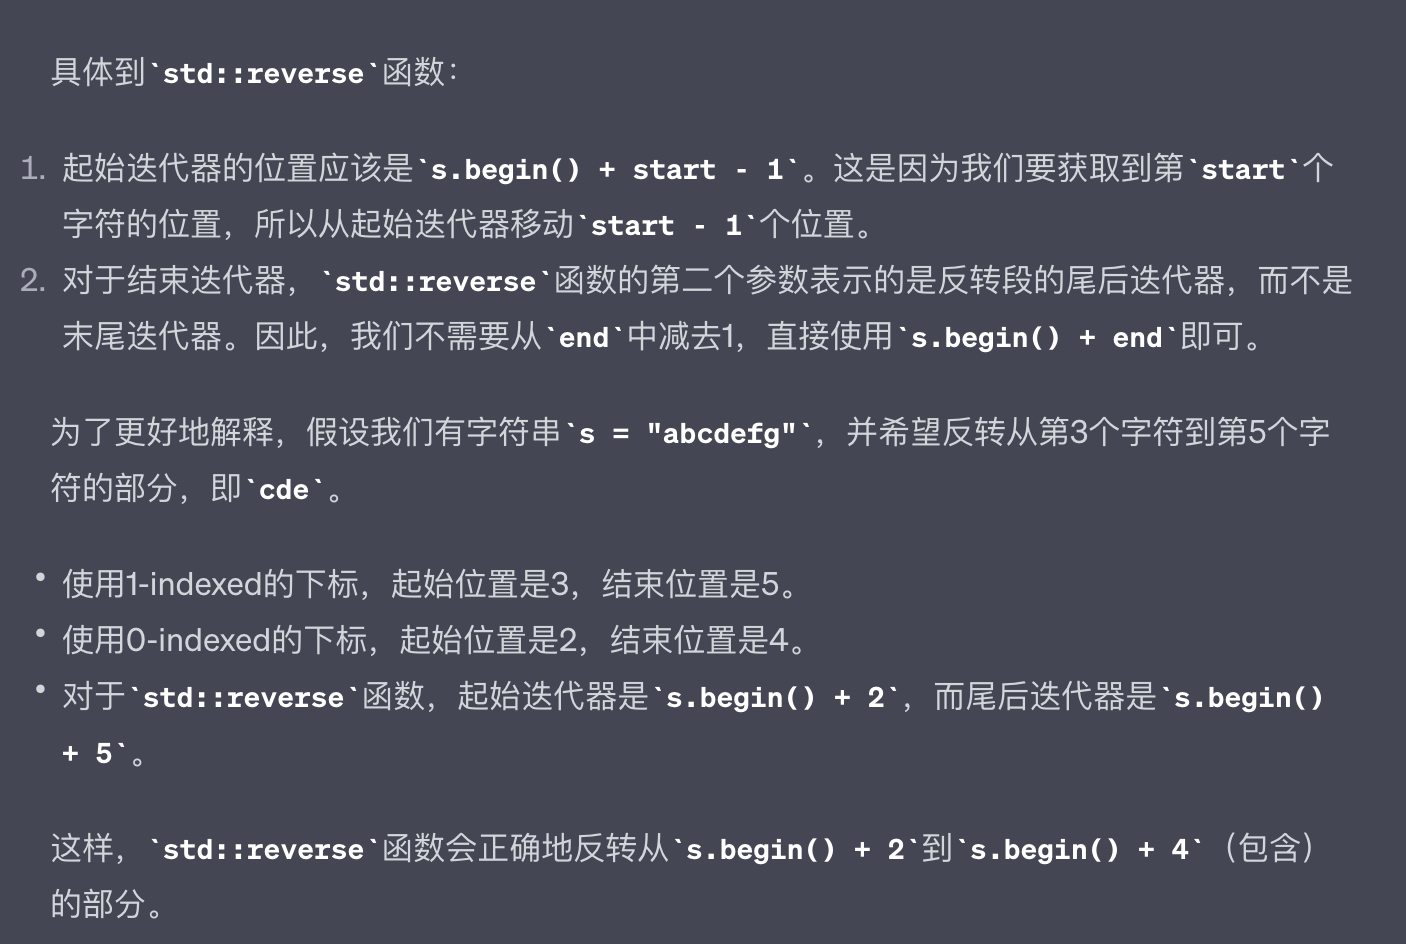 具体到`std::reverse`函数：
1. 起始迭代器的位置应该是`s.begin() + start - 1`。这是因为我们要获取到第`start`个
字符的位置，所以从起始迭代器移动`start - 1`个位置。
2. 对于结束迭代器，`std::reverse`函数的第二个参数表示的是反转段的尾后迭代器，而不是
末尾迭代器。因此，我们不需要从`end`中减去1，直接使用`s.begin() + end`即可。
为了更好地解释，假设我们有字符串`s = "abcdefg"`，并希望反转从第3个字符到第5个字
符的部分，即`cde`。
• 使用1-indexed的下标，起始位置是3，结束位置是5。
• 使用0-indexed的下标，起始位置是2，结束位置是4。
• 对于`std::reverse`函数，起始迭代器是`s.begin() + 2`，而尾后迭代器是`s.begin()
+ 5`。
这样，`std::reverse`函数会正确地反转从`s.begin() + 2`到`s.begin() + 4`（包含）
的部分。